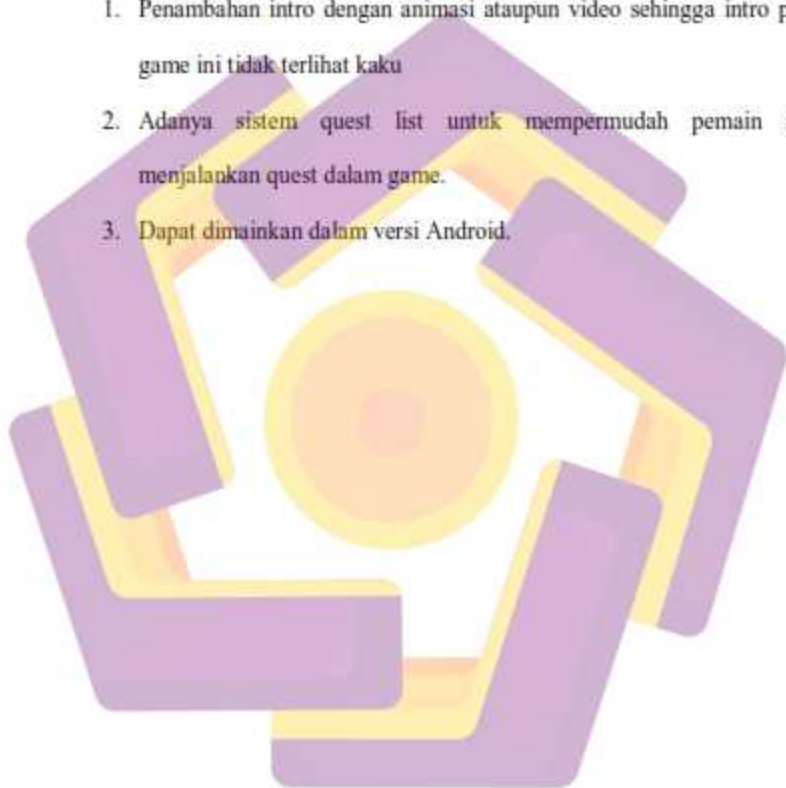 1. Penambahan intro dengan animasi ataupun video sehingga intro
game ini tidak terlihat kaku
2. Adanya sistem quest list untuk mempermudah pemain
menjalankan quest dalam game.
3. Dapat dimainkan dalam versi Android.